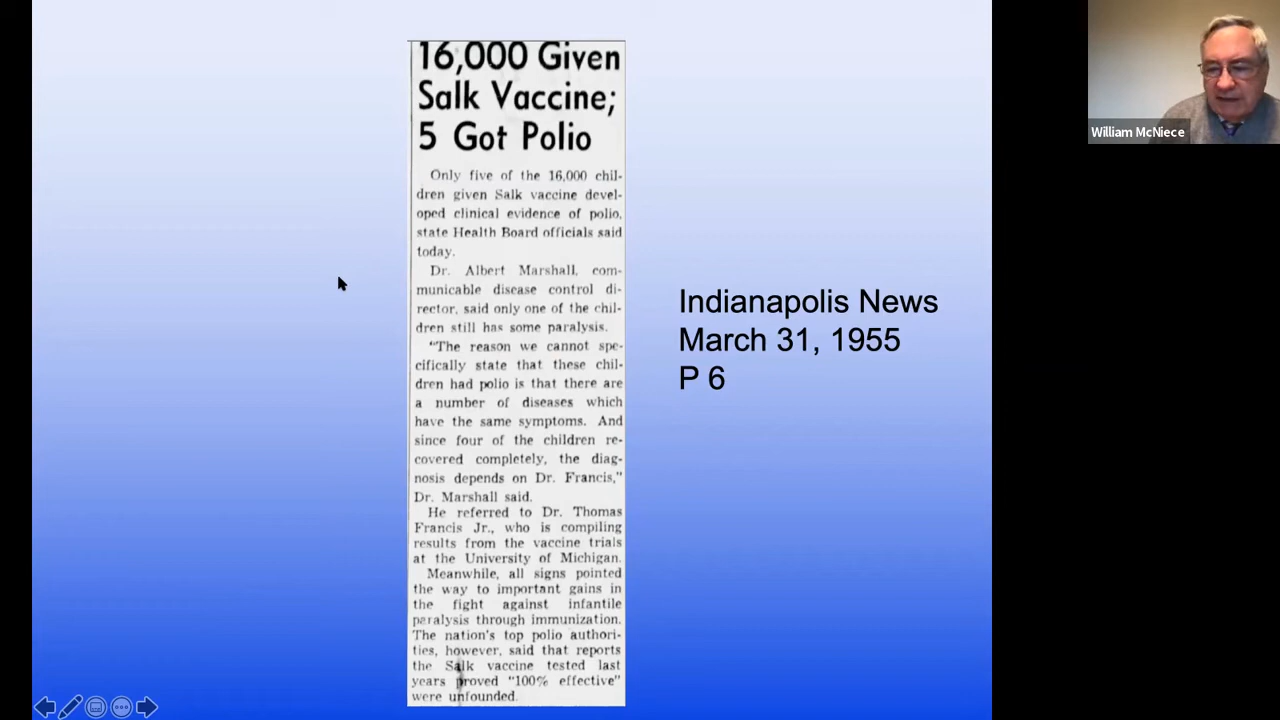 16,000 Given
Salk Vaccine;
5 Got Polio
Only five of the 16,000 chil-
dren given Salk vaccine devel-
oped clinical evidence of polio,
state Health Board officials said
today.
Dr. Albert Marshall, com-
municable disease control di-
rector, said only one of the chil-
dren still has some paralysis.
"The reason we cannot spe-
cifically state that these chil-
dren had polio is that there are
a number of diseases which
have the same symptoms. And
since four of the children re-
covered completely, the diag-
nosis depends on Dr. Francis,"
Dr. Marshall said.
He referred to Dr. Thomas
Francis Jr., who is compiling
results from the vaccine trials
at the University of Michigan.
Meanwhile, all signs pointed
the way to important gains in
the fight against infantile
paralysis through immunization.
The nation's top polio authori-
ties, however, said that reports
the Salk vaccine tested last
years proved "100% effective"
were unfounded.
Indianapolis News
March 31, 1955
P 6
William McNiece